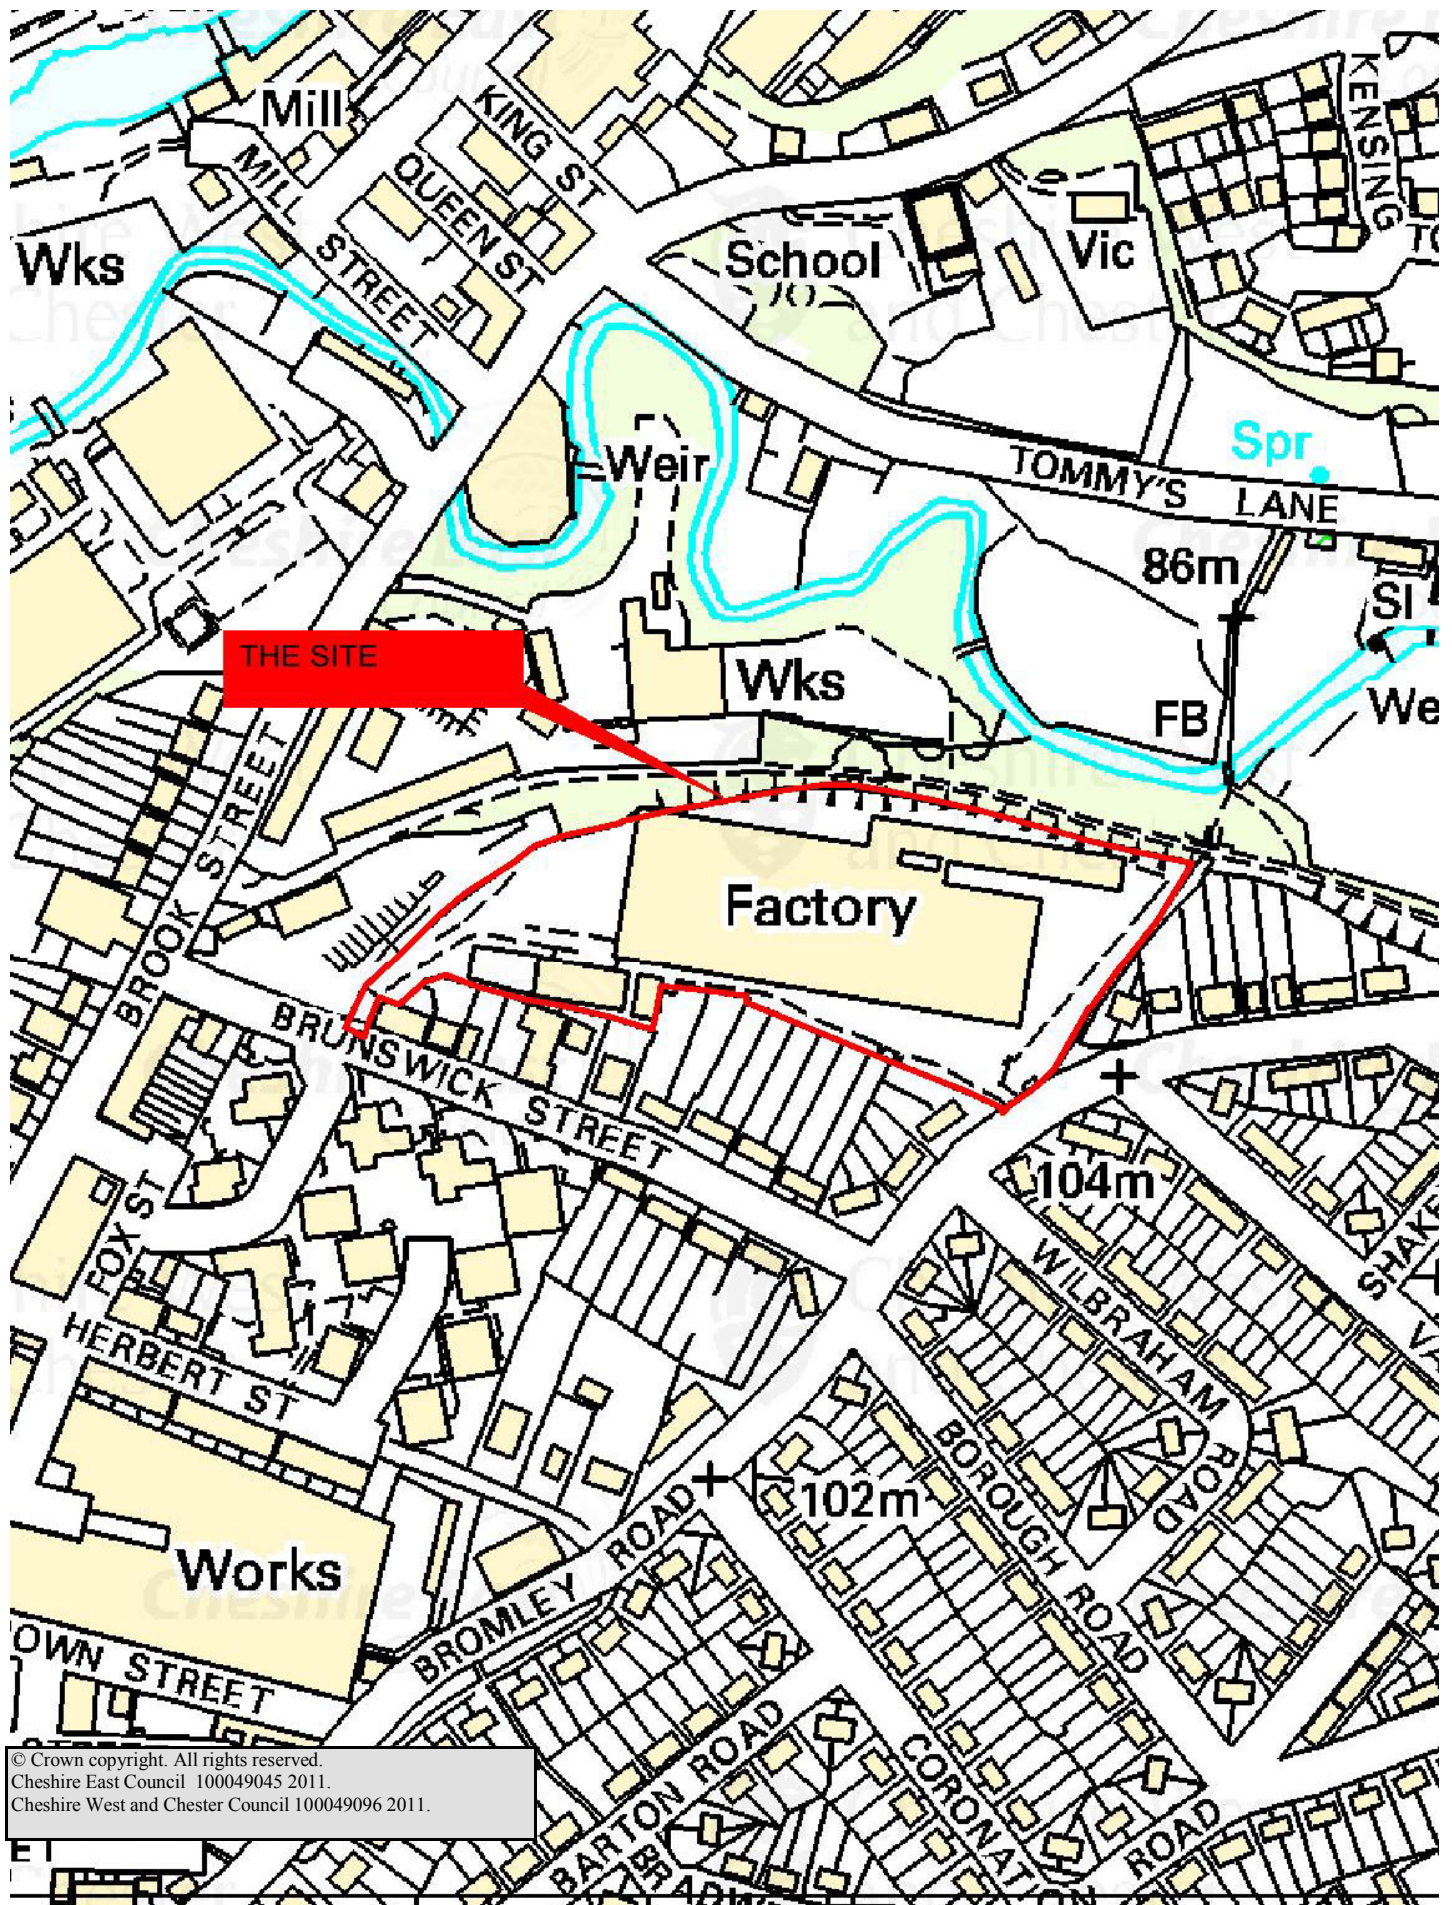 Mill
KING ST
QUEEN ST
MILL STREET
KENSING
Wks
School
Vic
TO
Weir
Spr
TOMMY'S LANE
86m
Sl
THE SITE
Wks
FB
We
BROOK STREET
Factory
BRUNSWICK STREET
104m
FOX ST
WILBRAHAM ROAD
SHAKE
HERBERT ST
BOROUGH ROAD
102m
Works
BROMLEY ROAD
OWN STREET
BARTON ROAD
CORONATION ROAD
© Crown copyright. All rights reserved.
Cheshire East Council 100049045 2011.
Cheshire West and Chester Council 100049096 2011.